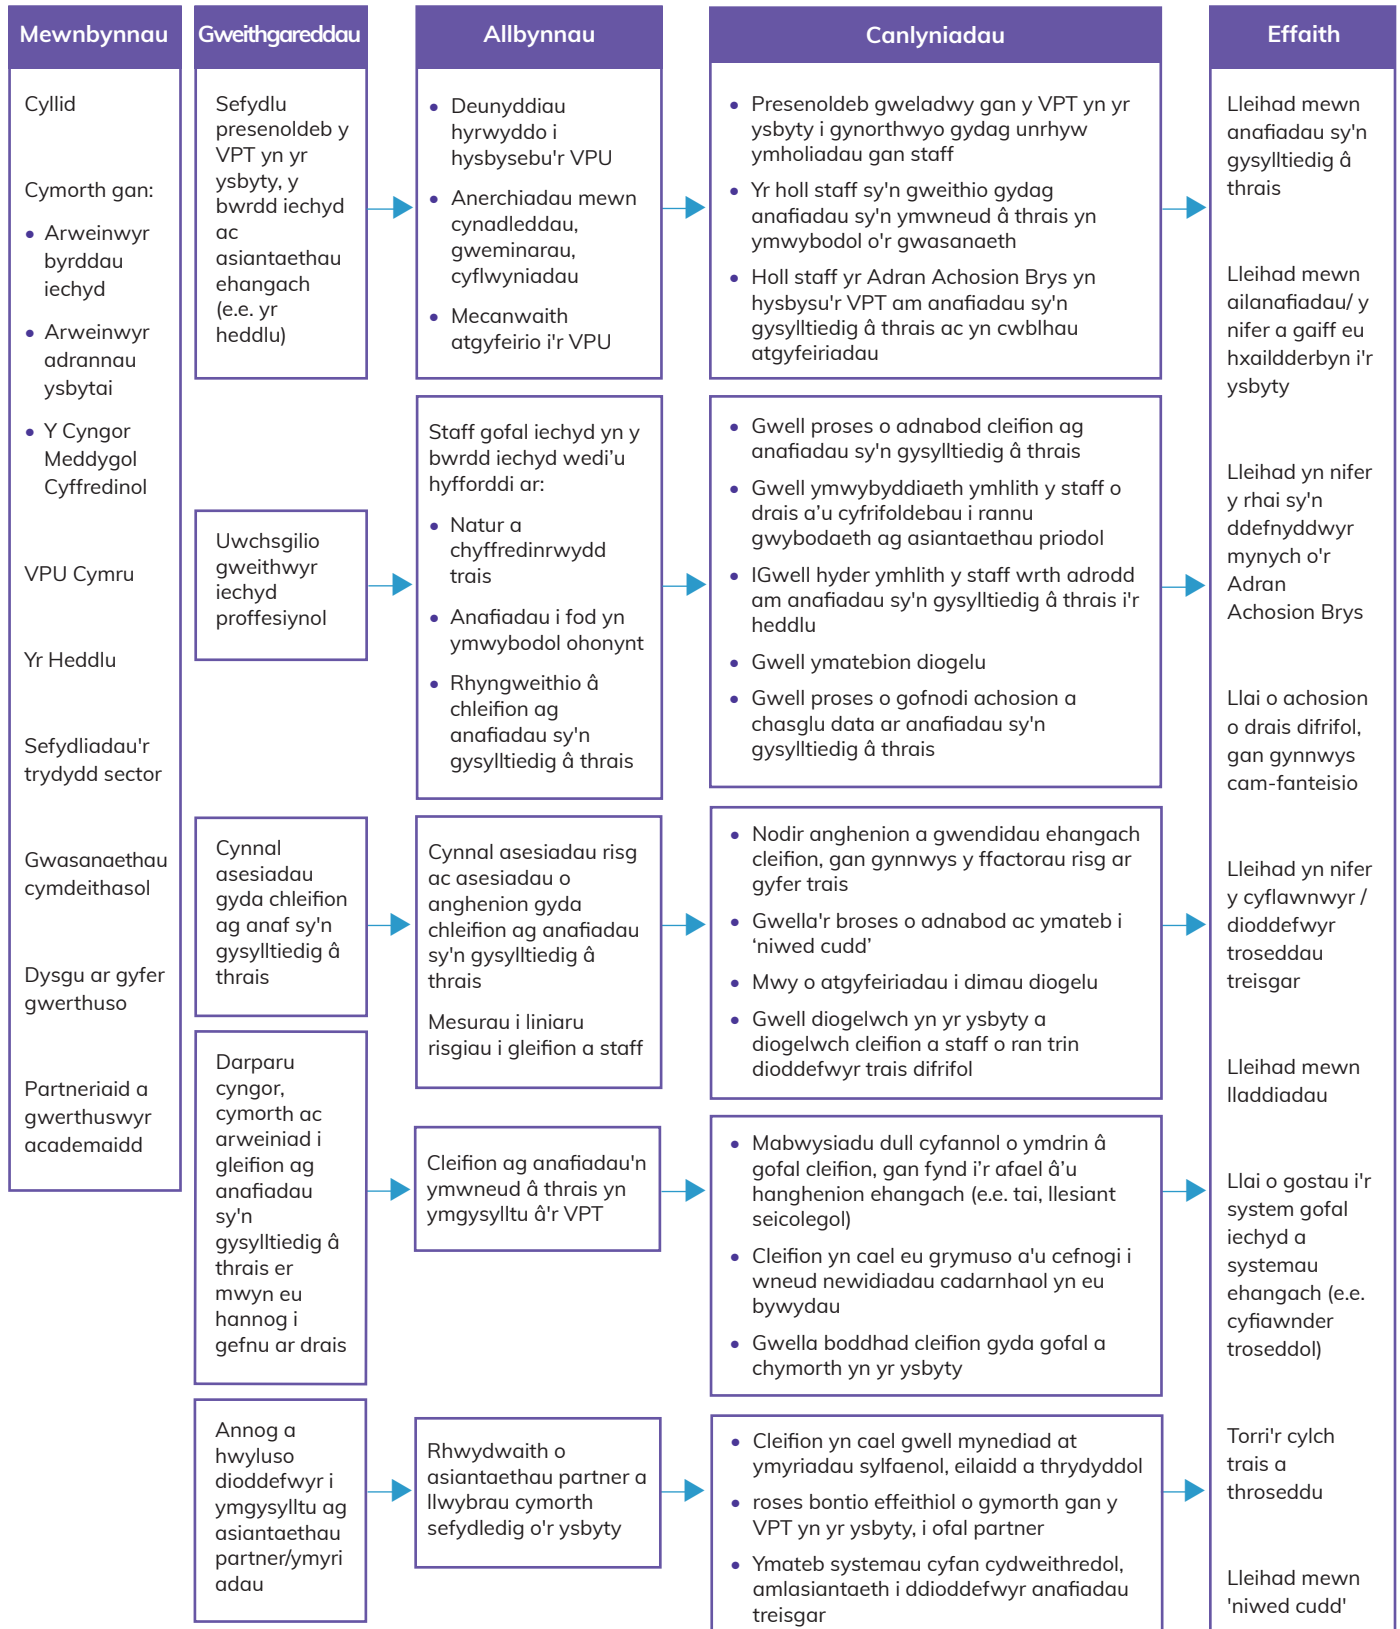 Mewnbynnau
Cyllid
Cymorth gan:
• Arweinwyr
byrddau
iechyd
• Arweinwyr
adrannau
ysbytai
• Y Cyngor
Meddygol
Cyffredinol
VPU Cymru
Yr Heddlu
Sefydliadau'r
trydydd sector
Gwasanaethau
cymdeithasol
Dysgu ar gyfer
gwerthuso
Partneriaid a
gwerthuswyr
academaidd
Gweithgareddau
Sefydlu
presenoldeb y
VPT yn yr
ysbyty, y
bwrdd iechyd
ac
asiantaethau
ehangach
(e.e. yr
heddlu)
Uwchsgilio
gweithwyr
iechyd
proffesiynol
Cynnal
asesiadau
gyda chleifion
ag anaf sy'n
gysylltiedig â
thrais
Darparu
cyngor,
cymorth ac
arweiniad i
gleifion ag
anafiadau
sy'n
gysylltiedig â
thrais er
mwyn eu
hannog i
gefnu ar drais
Annog a
hwyluso
dioddefwyr i
ymgysylltu ag
asiantaethau
partner/ymyri
adau
Allbynnau
• Deunyddiau
hyrwyddo i
hysbysebu'r VPU
• Anerchiadau mewn
cynadleddau,
gweminarau,
cyflwyniadau
• Mecanwaith
atgyfeirio i'r VPU
Staff gofal iechyd yn y
bwrdd iechyd wedi’u
hyfforddi ar:
• Natur a
chyffredinrwydd
trais
• Anafiadau i fod yn
ymwybodol ohonynt
• Rhyngweithio â
chleifion ag
anafiadau sy'n
gysylltiedig â thrais
Cynnal asesiadau risg
ac asesiadau o
anghenion gyda
chleifion ag anafiadau
sy'n gysylltiedig â
thrais
Mesurau i liniaru
risgiau i gleifion a staff
Cleifion ag anafiadau'n
ymwneud â thrais yn
ymgysylltu â'r VPT
Rhwydwaith o
asiantaethau partner a
llwybrau cymorth
sefydledig o'r ysbyty
Canlyniadau
• Presenoldeb gweladwy gan y VPT yn yr
ysbyty i gynorthwyo gydag unrhyw
ymholiadau gan staff
• Yr holl staff sy'n gweithio gydag
anafiadau sy'n ymwneud â thrais yn
ymwybodol o'r gwasanaeth
• Holl staff yr Adran Achosion Brys yn
hysbysu'r VPT am anafiadau sy'n
gysylltiedig â thrais ac yn cwblhau
atgyfeiriadau
• Gwell proses o adnabod cleifion ag
anafiadau sy'n gysylltiedig â thrais
• Gwell ymwybyddiaeth ymhlith y staff o
drais a’u cyfrifoldebau i rannu
gwybodaeth ag asiantaethau priodol
• IGwell hyder ymhlith y staff wrth adrodd
am anafiadau sy'n gysylltiedig â thrais i'r
heddlu
• Gwell ymatebion diogelu
• Gwell proses o gofnodi achosion a
chasglu data ar anafiadau sy'n
gysylltiedig â thrais
• Nodir anghenion a gwendidau ehangach
cleifion, gan gynnwys y ffactorau risg ar
gyfer trais
• Gwella'r broses o adnabod ac ymateb i
‘niwed cudd’
• Mwy o atgyfeiriadau i dimau diogelu
• Gwell diogelwch yn yr ysbyty a
diogelwch cleifion a staff o ran trin
dioddefwyr trais difrifol
• Mabwysiadu dull cyfannol o ymdrin â
gofal cleifion, gan fynd i’r afael â’u
hanghenion ehangach (e.e. tai, llesiant
seicolegol)
• Cleifion yn cael eu grymuso a'u cefnogi i
wneud newidiadau cadarnhaol yn eu
bywydau
• Gwella boddhad cleifion gyda gofal a
chymorth yn yr ysbyty
• Cleifion yn cael gwell mynediad at
ymyriadau sylfaenol, eilaidd a thrydyddol
• roses bontio effeithiol o gymorth gan y
VPT yn yr ysbyty, i ofal partner
• Ymateb systemau cyfan cydweithredol,
amlasiantaeth i ddioddefwyr anafiadau
treisgar
Effaith
Lleihad mewn
anafiadau sy'n
gysylltiedig â
thrais
Lleihad mewn
ailanafiadau/ y
nifer a gaiff eu
hxaildderbyn i'r
ysbyty
Lleihad yn nifer
y rhai sy'n
ddefnyddwyr
mynych o'r
Adran
Achosion Brys
Llai o achosion
o drais difrifol,
gan gynnwys
cam-fanteisio
Lleihad yn nifer
y cyflawnwyr /
dioddefwyr
troseddau
treisgar
Lleihad mewn
lladdiadau
Llai o gostau i'r
system gofal
iechyd a
systemau
ehangach (e.e.
cyfiawnder
troseddol)
Torri'r cylch
trais a
throseddu
Lleihad mewn
'niwed cudd'